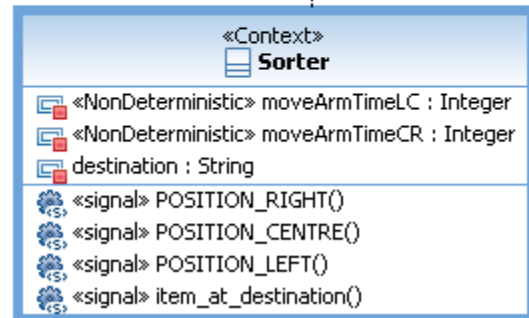 «Context»
Sorter
«NonDeterministic» moveArmTimeLC : Integer
«NonDeterministic» moveArmTimeCR : Integer
destination : String
«signal» POSITION_RIGHT()
«signal» POSITION_CENTRE()
«signal» POSITION_LEFT()
«signal» item_at_destination()